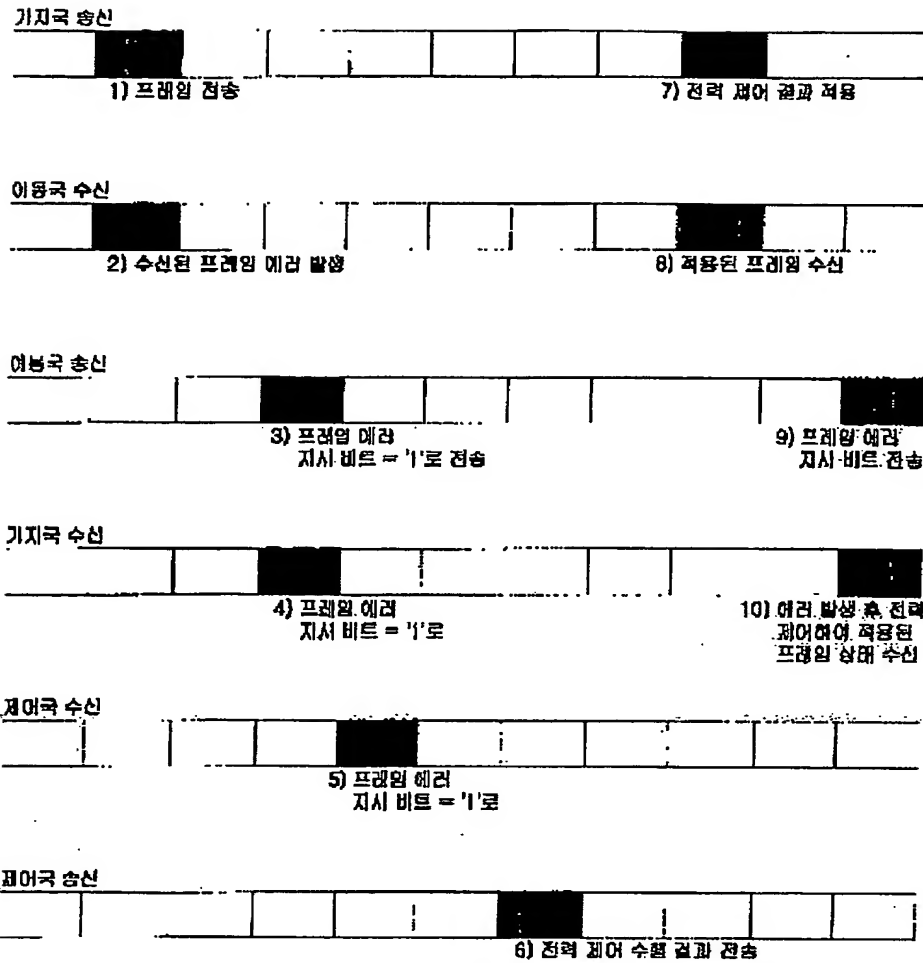 기지국 송신
1) 프레임 전송
7) 전력 제어 결과 적용
이동국 수신
2) 수신된 프레임 에러 발생
8) 적용된 프레임 수신
이동국 송신
3) 프레임 에러
지시 비트 = '1'로 전송
9) 프레임 에러
지시 비트 전송
기지국 수신
4) 프레임 에러
지시 비트 = '1'로
10) 에러 발생 후 전력
제어하여 적용된
프레임 상태 수신
제어국 수신
5) 프레임 에러
지시 비트 = '1'로
제어국 송신
6) 전력 제어 수행 결과 전송